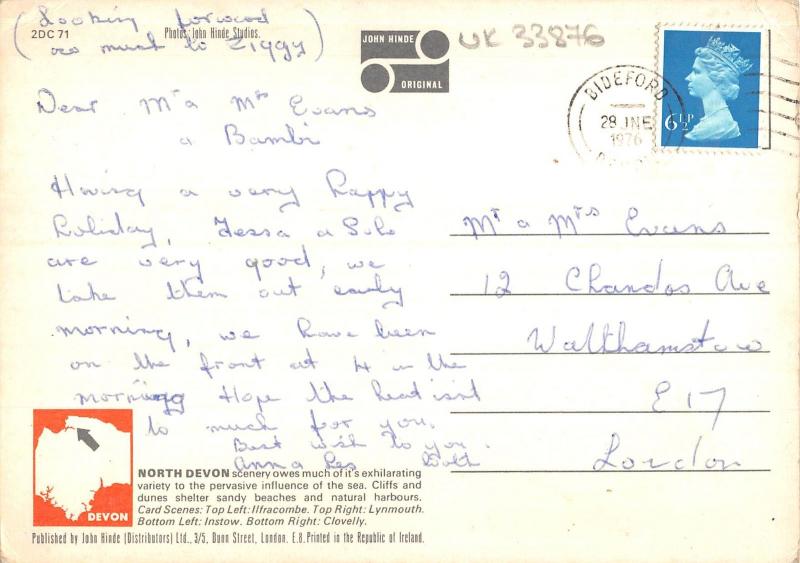 (Looking forward
so much to Ziggy)
2DC 71
Photos: John Hinde Studios.
JOHN HINDE
ORIGINAL
UK 33876
BIDEFORD
28 JNE
1976
6½P
Dear Mr a Mrs Evans
a Bambi
Having a very happy
holiday, Tessa a Solo
are very good, we
take them out early
morning, we have been
on the front at 4 in the
morning Hope the heat isnt
to much for you.
Best wish to you.
Anna Les
Mr a Mrs Evans
12 Chandos Ave
Walthamstow
E17
London
DEVON
NORTH DEVON scenery owes much of it's exhilarating
variety to the pervasive influence of the sea. Cliffs and
dunes shelter sandy beaches and natural harbours.
Card Scenes: Top Left: Ilfracombe. Top Right: Lynmouth.
Bottom Left: Instow. Bottom Right: Clovelly.
Published by John Hinde (Distributors) Ltd., 3/5, Dunn Street, London. E.8. Printed in the Republic of Ireland.